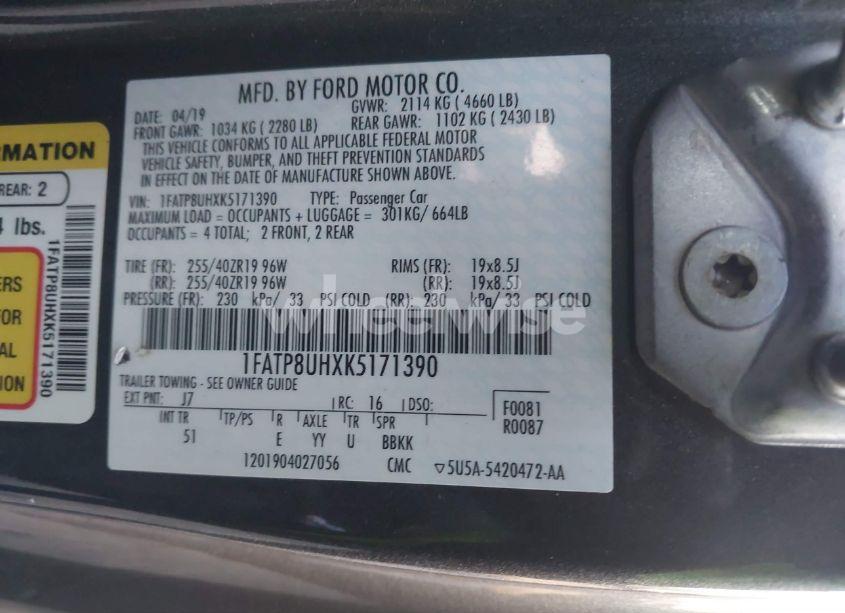 MFD. BY FORD MOTOR CO.
DATE: 04/19 GVWR: 2114 KG ( 4660 LB)
FRONT GAWR: 1034 KG ( 2280 LB) REAR GAWR: 1102 KG ( 2430 LB)
THIS VEHICLE CONFORMS TO ALL APPLICABLE FEDERAL MOTOR
VEHICLE SAFETY, BUMPER, AND THEFT PREVENTION STANDARDS
IN EFFECT ON THE DATE OF MANUFACTURE SHOWN ABOVE.
VIN: 1FATP8UHXK5171390 TYPE: Passenger Car
MAXIMUM LOAD = OCCUPANTS + LUGGAGE = 301KG/ 664LB
OCCUPANTS = 4 TOTAL; 2 FRONT, 2 REAR
TIRE (FR): 255/40ZR19 96W RIMS (FR): 19x8.5J
(RR): 255/40ZR19 96W (RR): 19x8.5J
PRESSURE (FR): 230 kPa/ 33 PSI COLD (RR): 230 kPa/ 33 PSI COLD
wheelwise
1FATP8UHXK5171390
TRAILER TOWING - SEE OWNER GUIDE
EXT PNT: J7 RC: 16 DSO: F0081
R0087
INT TR TP/PS R AXLE TR SPR
51 E YY U BBKK
1201904027056 CMC 5U5A-5420472-AA
RMATION
REAR: 2
4 lbs.
ERS
FOR
AL
ION
1FATP8UHXK5171390